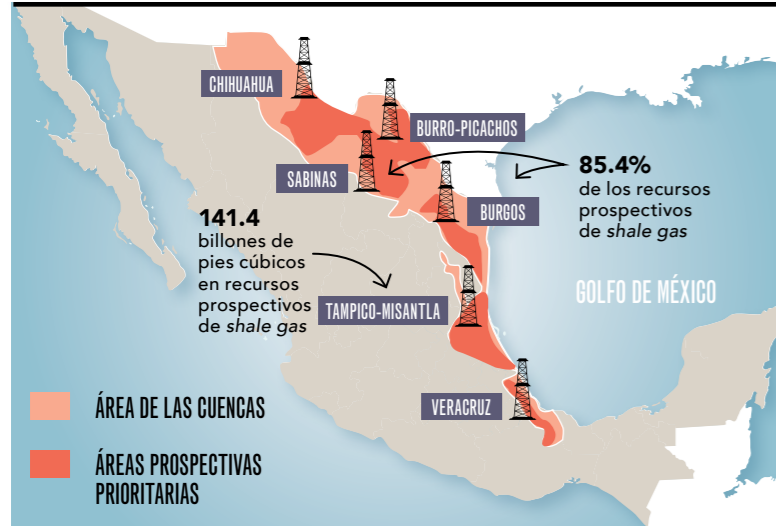 CHIHUAHUA
BURRO-PICACHOS
SABINAS
BURGOS
85.4%
de los recursos
prospectivos
de shale gas
141.4
billones de
pies cúbicos
en recursos
prospectivos
de shale gas
TAMPICO-MISANTLA
GOLFO DE MÉXICO
VERACRUZ
ÁREA DE LAS CUENCAS
ÁREAS PROSPECTIVAS
PRIORITARIAS